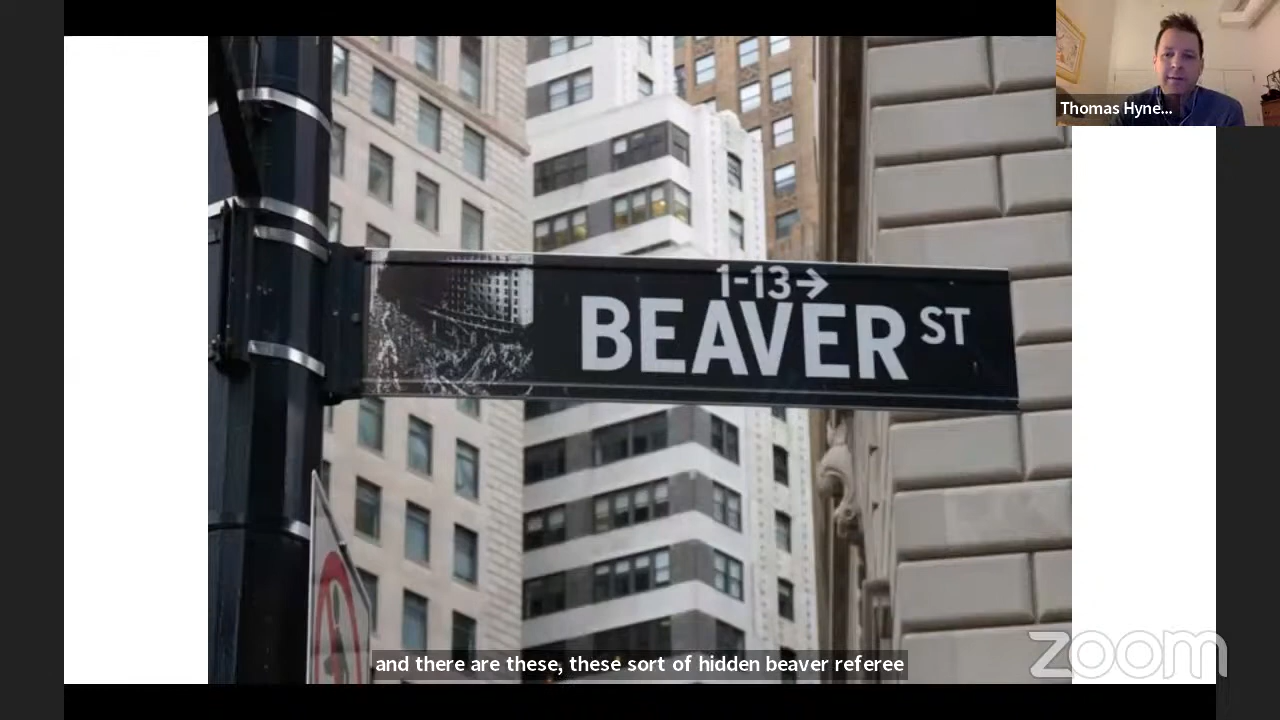 Thomas Hyne...
1-13→
BEAVER ST
and there are these, these sort of hidden beaver referee
zoom